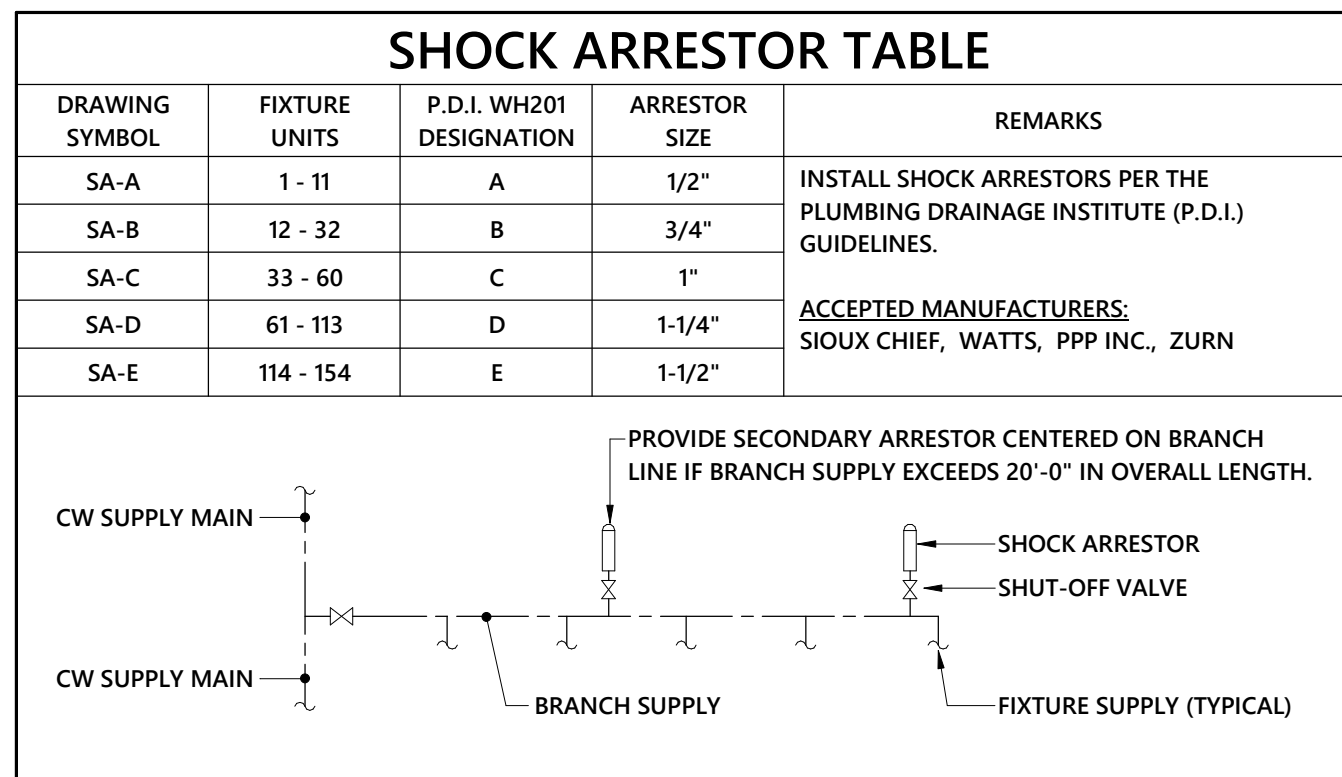 SHOCK ARRESTOR TABLE
DRAWING SYMBOL FIXTURE UNITS P.D.I. WH201 DESIGNATION ARRESTOR SIZE REMARKS
SA-A 1 - 11 A 1/2"
SA-B 12 - 32 B 3/4"
SA-C 33 - 60 C 1"
SA-D 61 - 113 D 1-1/4"
SA-E 114 - 154 E 1-1/2"
INSTALL SHOCK ARRESTORS PER THE
PLUMBING DRAINAGE INSTITUTE (P.D.I.)
GUIDELINES.
ACCEPTED MANUFACTURERS:
SIOUX CHIEF, WATTS, PPP INC., ZURN
PROVIDE SECONDARY ARRESTOR CENTERED ON BRANCH
LINE IF BRANCH SUPPLY EXCEEDS 20'-0" IN OVERALL LENGTH.
CW SUPPLY MAIN
SHOCK ARRESTOR
SHUT-OFF VALVE
CW SUPPLY MAIN
BRANCH SUPPLY
FIXTURE SUPPLY (TYPICAL)